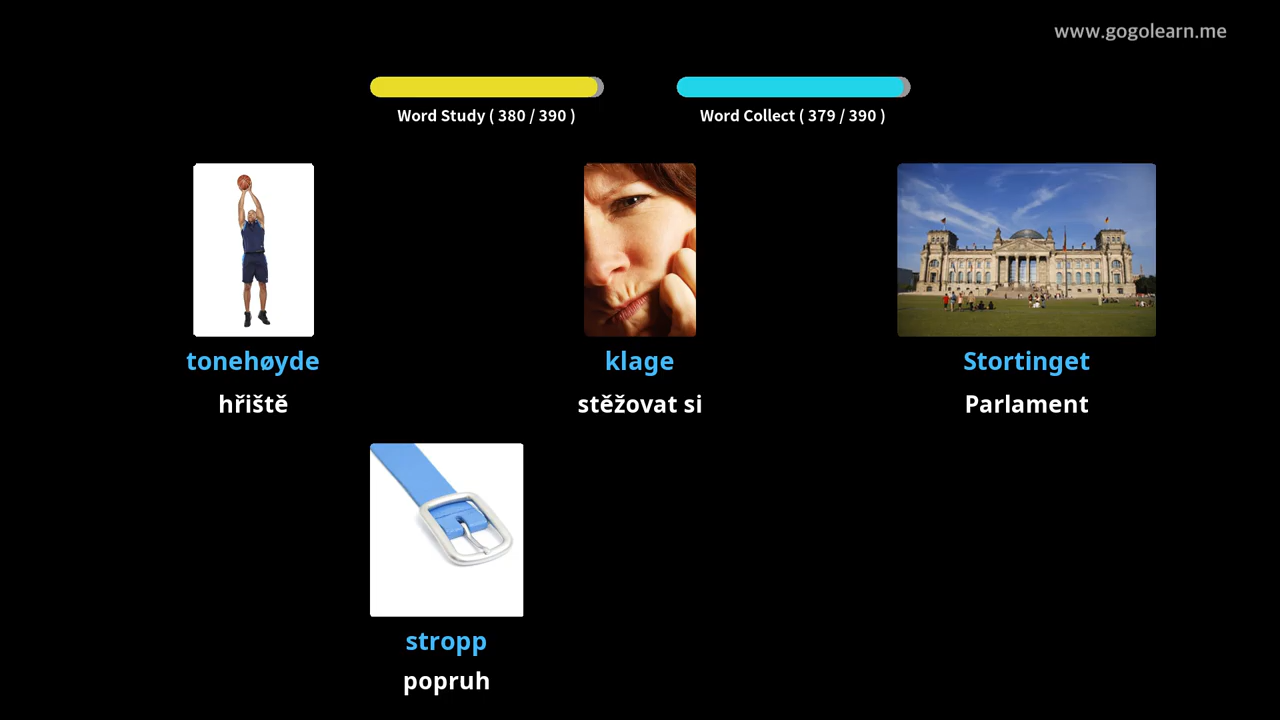 www.gogolearn.me
Word Study ( 380 / 390 )
Word Collect ( 379 / 390 )
tonehøyde
hřiště
klage
stěžovat si
Stortinget
Parlament
stropp
popruh